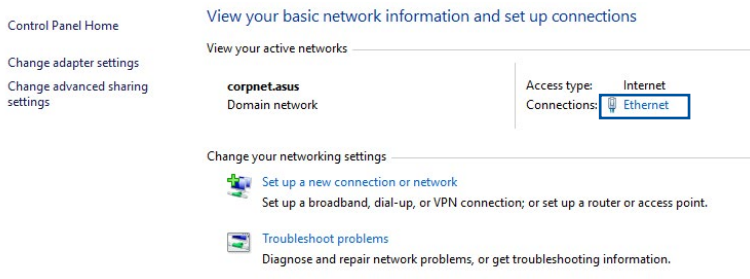 View your basic network information and set up connections
Control Panel Home
Change adapter settings
Change advanced sharing
settings
View your active networks
corpnet.asus
Domain network
Access type: Internet
Connections: Ethernet
Change your networking settings
Set up a new connection or network
Set up a broadband, dial-up, or VPN connection; or set up a router or access point.
Troubleshoot problems
Diagnose and repair network problems, or get troubleshooting information.